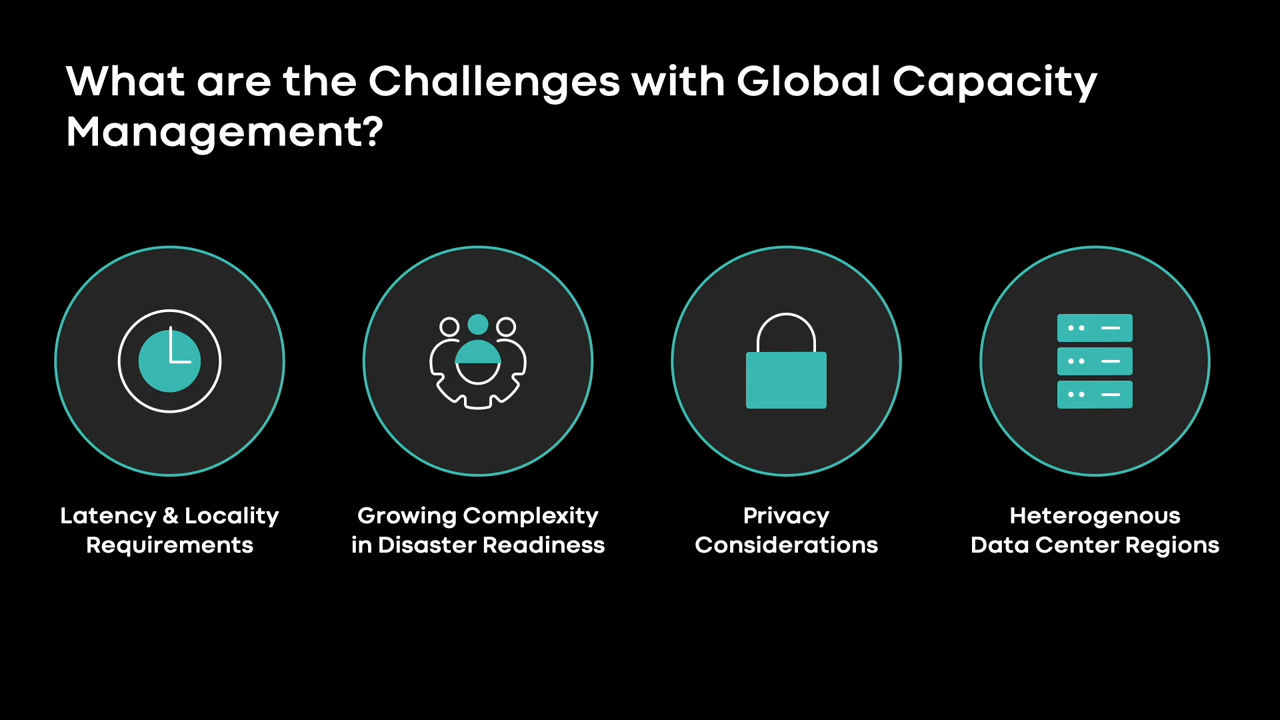 What are the Challenges with Global Capacity
Management?
Latency & Locality
Requirements
Growing Complexity
in Disaster Readiness
Privacy
Considerations
Heterogenous
Data Center Regions